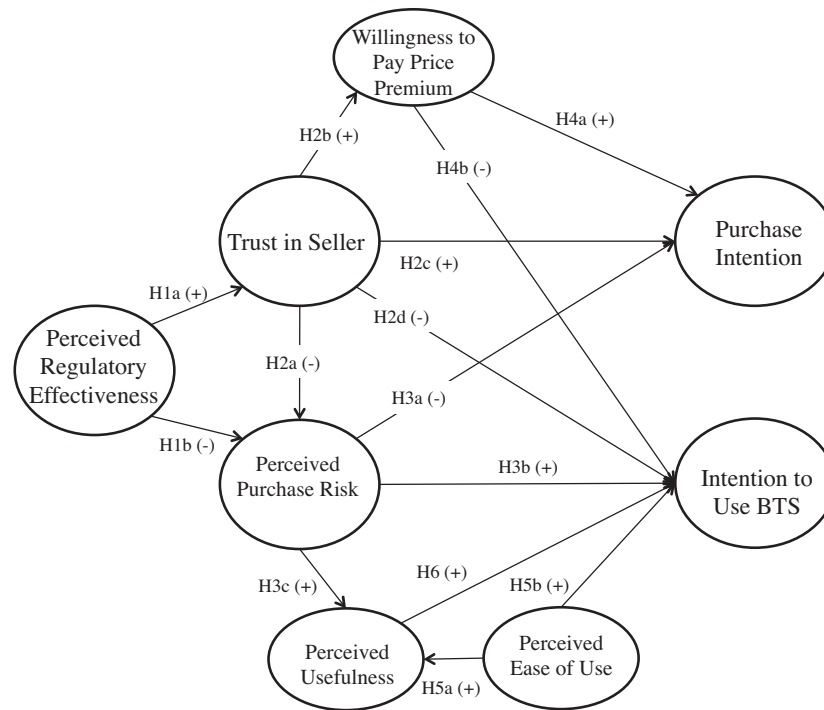 Willingness to
Pay Price
Premium
H4a (+)
H2b (+)
H4b (-)
Trust in Seller
Purchase
Intention
H2c (+)
H1a (+)
H2d (-)
Perceived
Regulatory
Effectiveness
H2a (-)
H3a (-)
H1b (-)
Perceived
Purchase Risk
H3b (+)
Intention to
Use BTS
H3c (+)
H6 (+)
H5b (+)
Perceived
Usefulness
Perceived
Ease of Use
H5a (+)